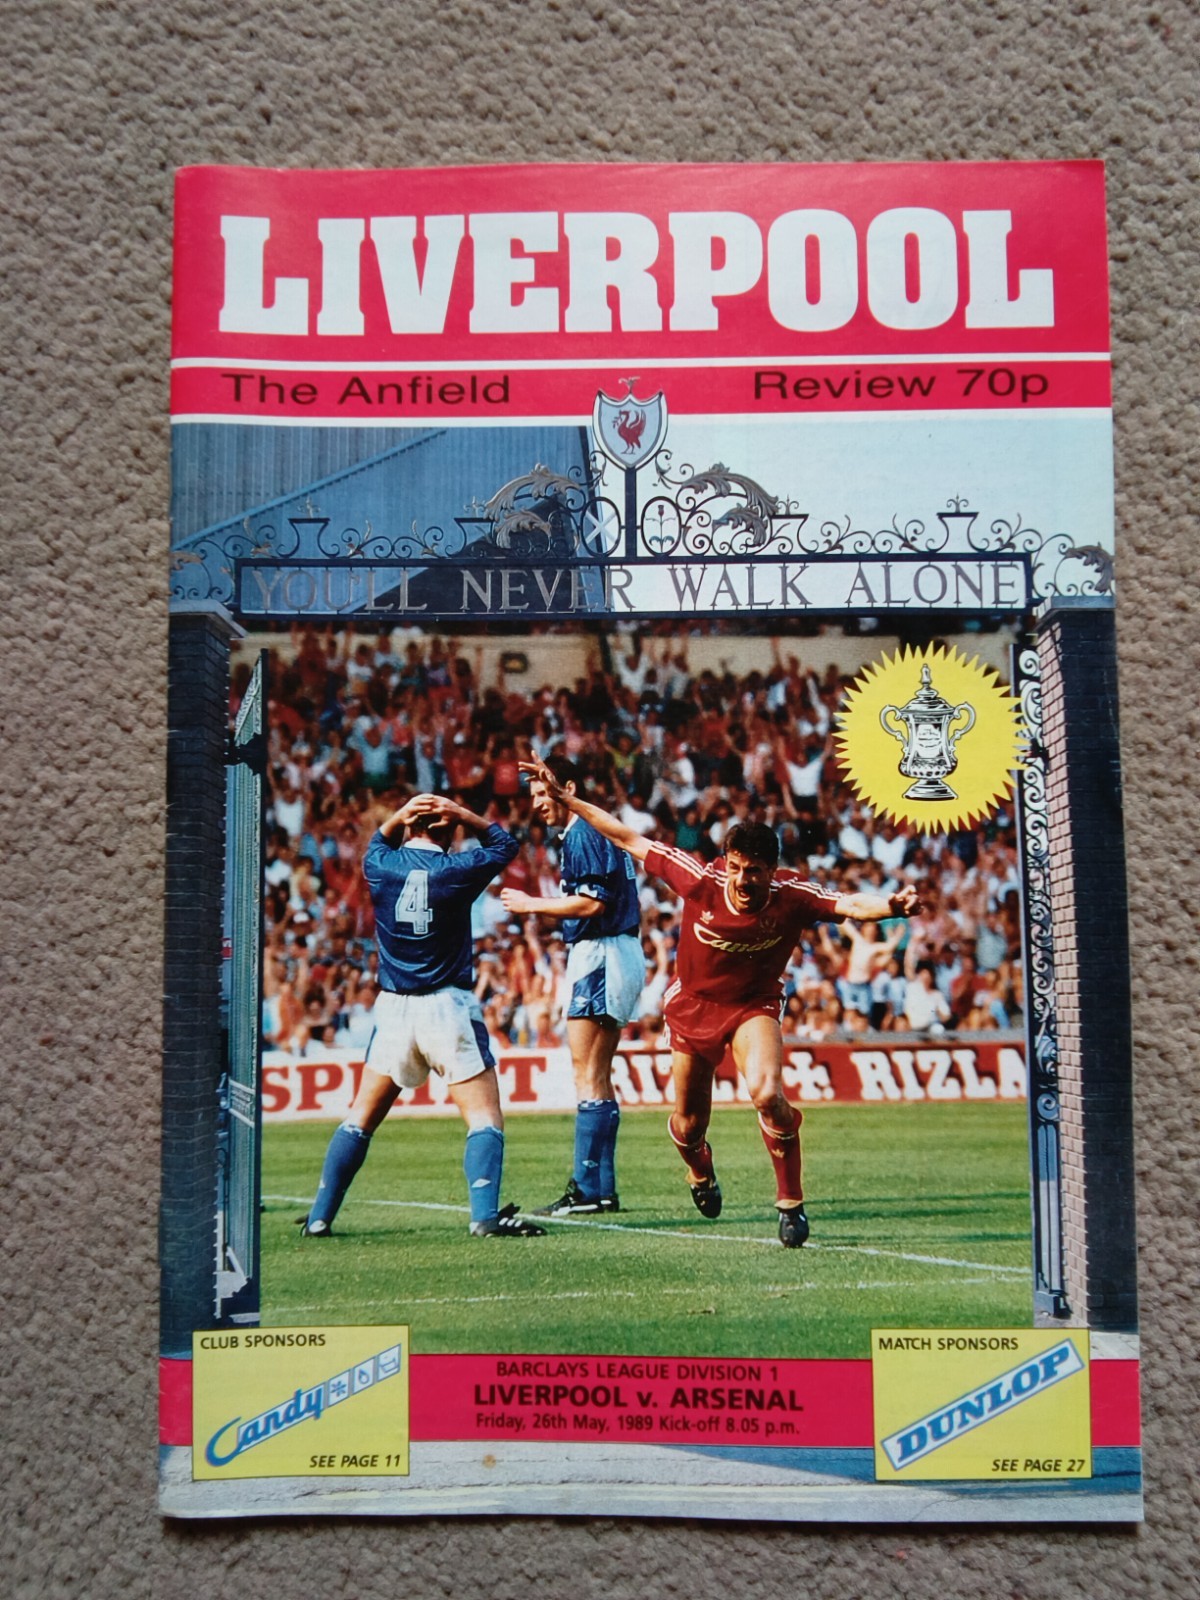 LIVERPOOL
The Anfield Review 70p
YOU'LL NEVER WALK ALONE
4
Candy
RIZLA RIZLA
CLUB SPONSORS
Candy
SEE PAGE 11
BARCLAYS LEAGUE DIVISION 1
LIVERPOOL v. ARSENAL
Friday, 26th May, 1989 Kick-off 8.05 p.m.
MATCH SPONSORS
DUNLOP
SEE PAGE 27